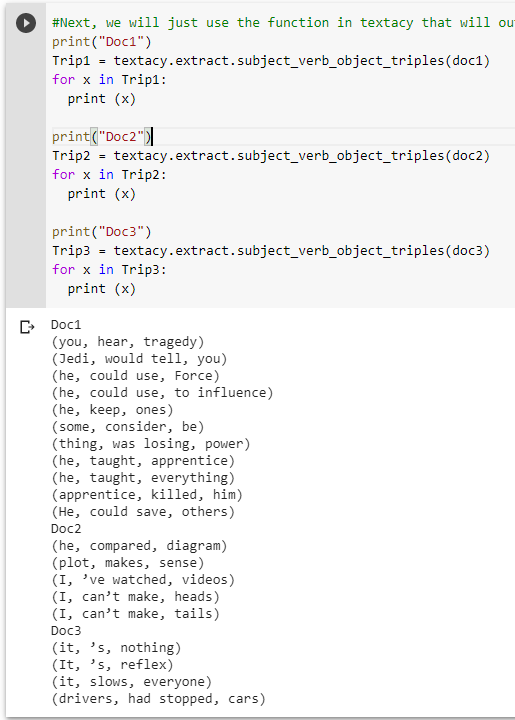 #Next, we will just use the function in textacy that will
print("Doc1")
Trip1 = textacy.extract.subject_verb_object_triples(doc1)
for x in Trip1:
  print (x)
print("Doc2")
Trip2 = textacy.extract.subject_verb_object_triples(doc2)
for x in Trip2:
  print (x)
print("Doc3")
Trip3 = textacy.extract.subject_verb_object_triples(doc3)
for x in Trip3:
  print (x)
Doc1
(you, hear, tragedy)
(Jedi, would tell, you)
(he, could use, Force)
(he, could use, to influence)
(he, keep, ones)
(some, consider, be)
(thing, was losing, power)
(he, taught, apprentice)
(he, taught, everything)
(apprentice, killed, him)
(He, could save, others)
Doc2
(he, compared, diagram)
(plot, makes, sense)
(I, ’ve watched, videos)
(I, can’t make, heads)
(I, can’t make, tails)
Doc3
(it, ’s, nothing)
(It, ’s, reflex)
(it, slows, everyone)
(drivers, had stopped, cars)